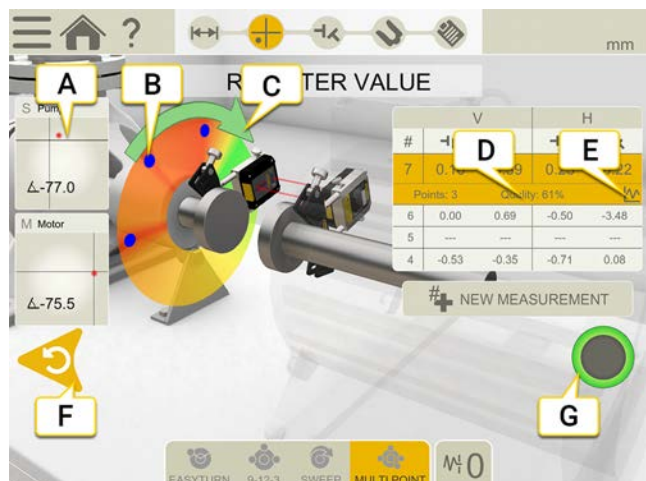 ?
mm
A
B
C
TER VALUE
S Pum
-77.0
M Motor
-75.5
V H
#
D
E
7
Points: 3 Quality: 61%
6 0.00 0.69 -0.50 -3.48
5 --- --- --- ---
4 -0.53 -0.35 -0.71 0.08
# NEW MEASUREMENT
F
G
EASYTURN 9-12-3 SWEEP MULTIPOINT
0